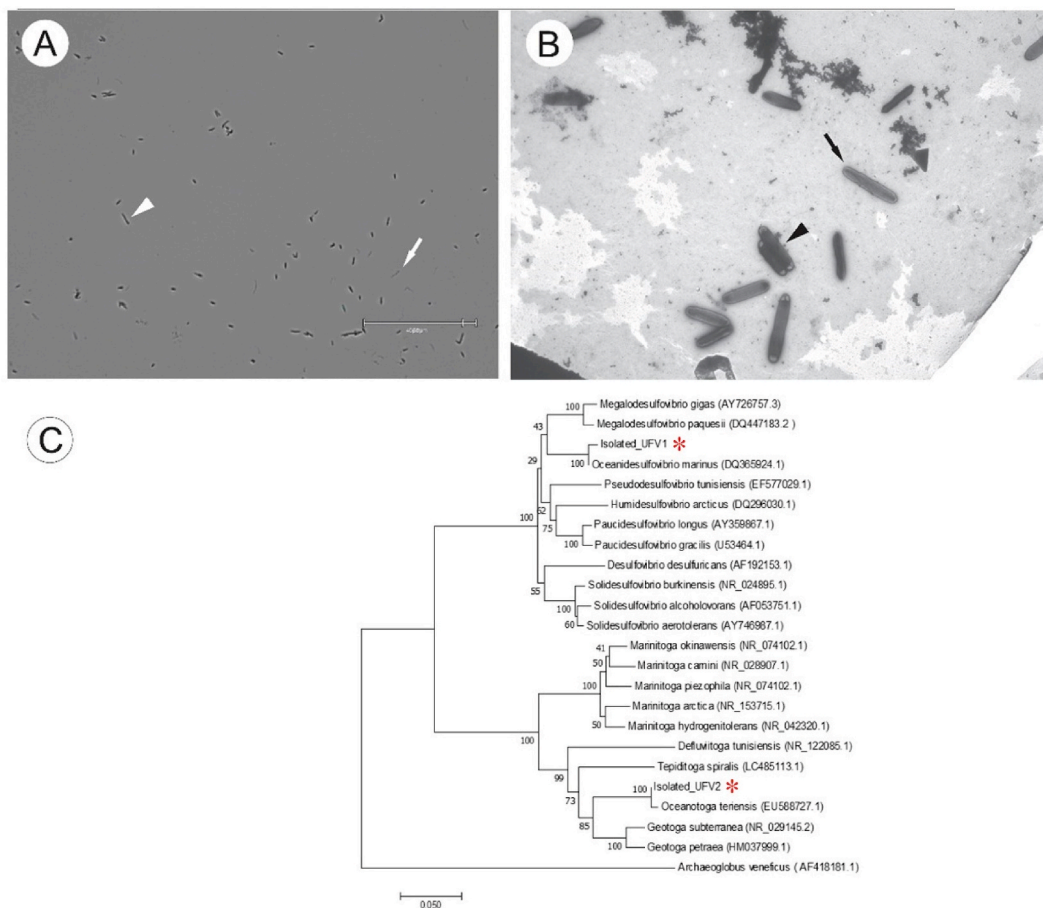 A
B
C
100
Megalodesulfovibrio gigas (AY726757.3)
43
Megalodesulfovibrio paquesii (DQ447183.2 )
Isolated_UFV1 *
29
100
Oceanidesulfovibrio marinus (DQ365924.1)
Pseudodesulfovibrio tunisiensis (EF577029.1)
Humidesulfovibrio arcticus (DQ296030.1)
52
100
75
Paucidesulfovibrio longus (AY359867.1)
100
Paucidesulfovibrio gracilis (U53464.1)
Desulfovibrio desulfuricans (AF192153.1)
55
Solidesulfovibrio burkinensis (NR_024895.1)
100
Solidesulfovibrio alcoholovorans (AF053751.1)
60
Solidesulfovibrio aerotolerans (AY746987.1)
41
Marinitoga okinawensis (NR_074102.1)
50
Marinitoga camini (NR_028907.1)
100
Marinitoga piezophila (NR_074102.1)
Marinitoga arctica (NR_153715.1)
50
Marinitoga hydrogenitolerans (NR_042320.1)
100
Defluviitoga tunisiensis (NR_122085.1)
99
Tepiditoga spiralis (LC485113.1)
73
100
Isolated_UFV2 *
Oceanotoga teriensis (EU588727.1)
85
Geotoga subterranea (NR_029145.2)
100
Geotoga petraea (HM037999.1)
Archaeoglobus veneficus ( AF418181.1)
0.050